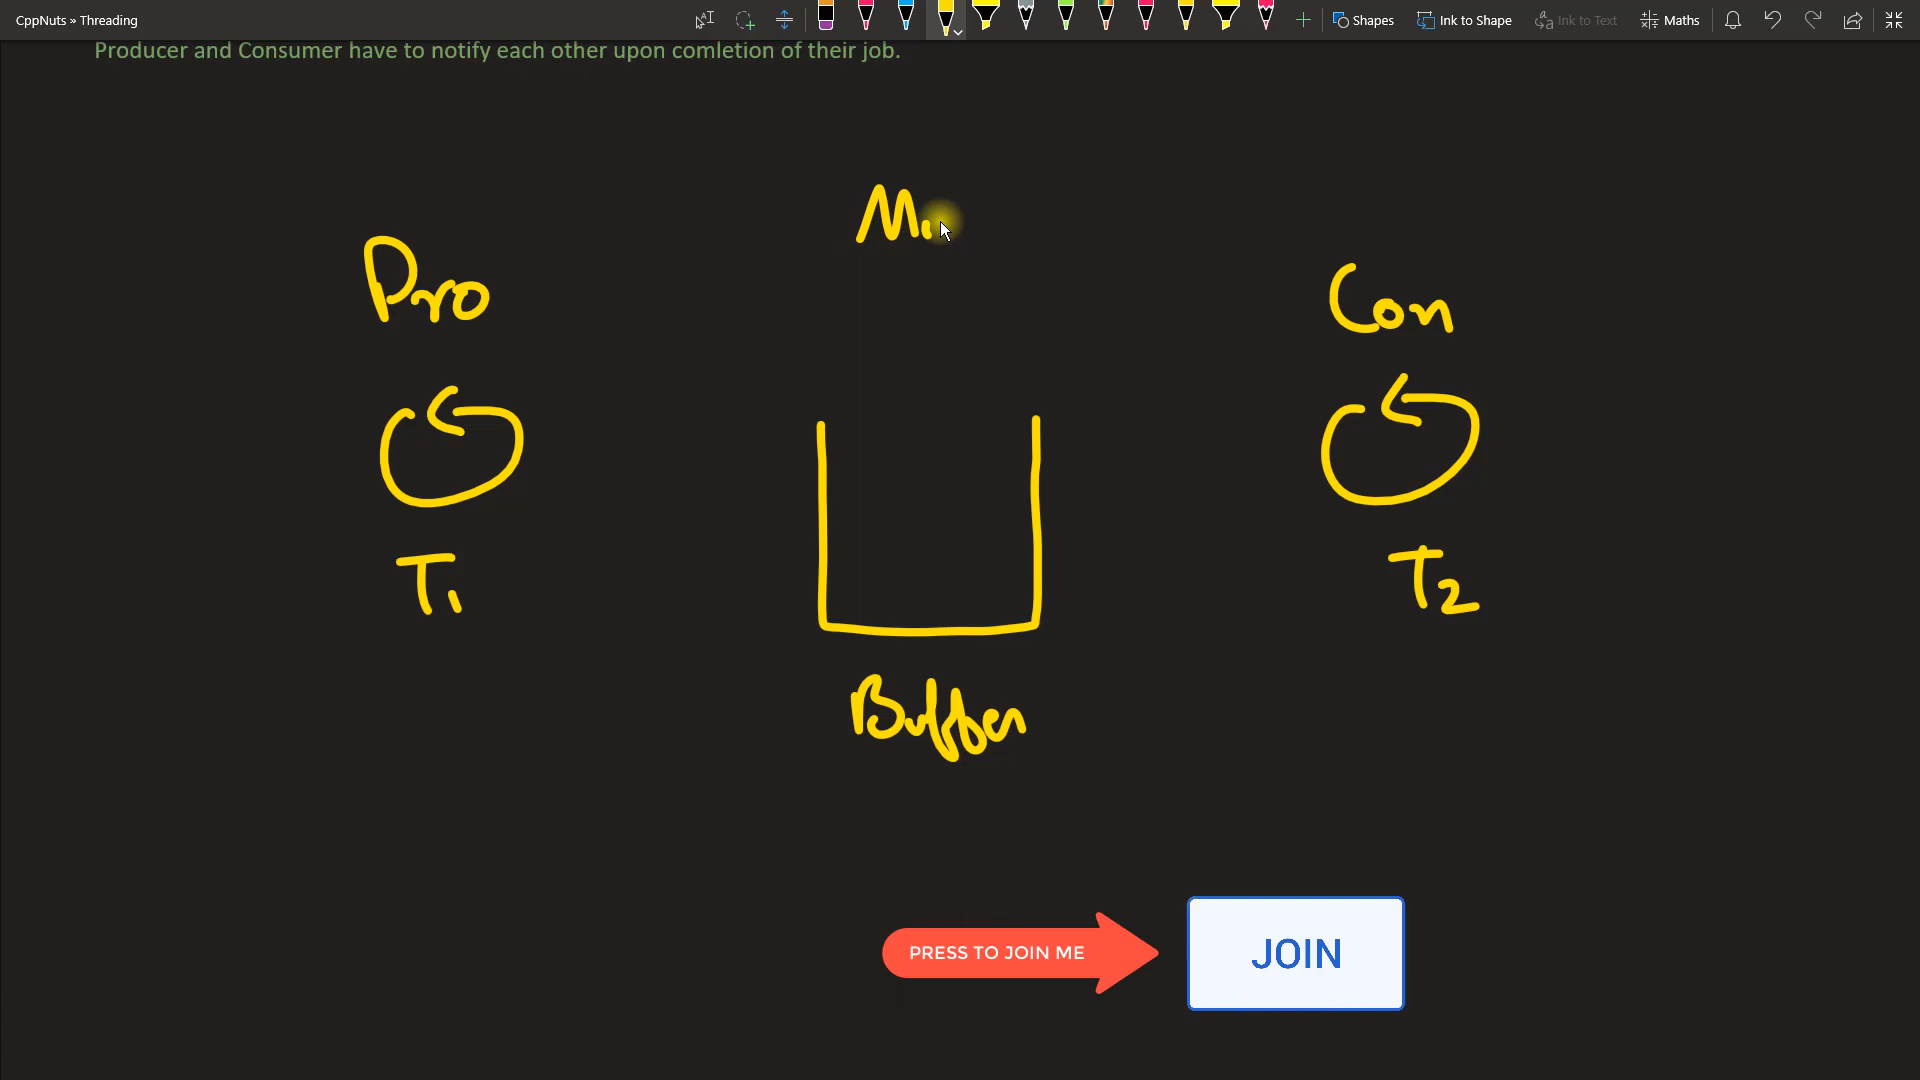 CppNuts » Threading
Shapes
Ink to Shape
Ink to Text
Maths
Producer and Consumer have to notify each other upon comletion of their job.
Pro
Con
T1
T2
Buffer
PRESS TO JOIN ME
JOIN